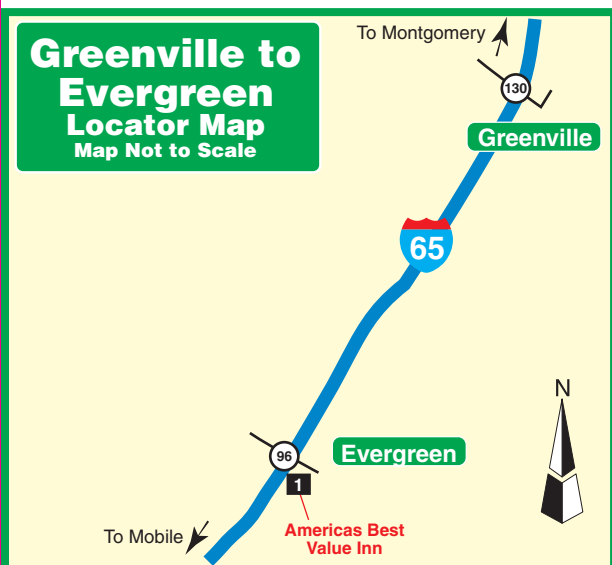 Greenville to
Evergreen
Locator Map
Map Not to Scale
To Montgomery
130
Greenville
65
N
96
Evergreen
1
Americas Best
Value Inn
To Mobile